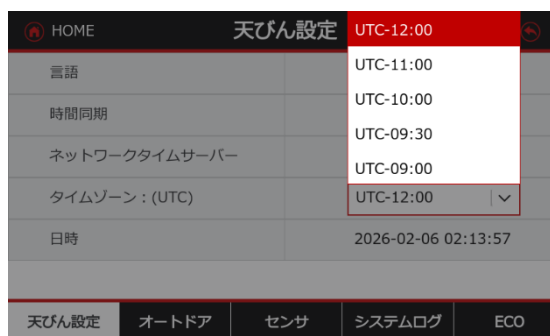 HOME 天びん設定 UTC-12:00
UTC-11:00
言語
UTC-10:00
時間同期
UTC-09:30
ネットワークタイムサーバー
UTC-09:00
タイムゾーン：(UTC) UTC-12:00
日時 2026-02-06 02:13:57
天びん設定 オートドア センサ システムログ ECO